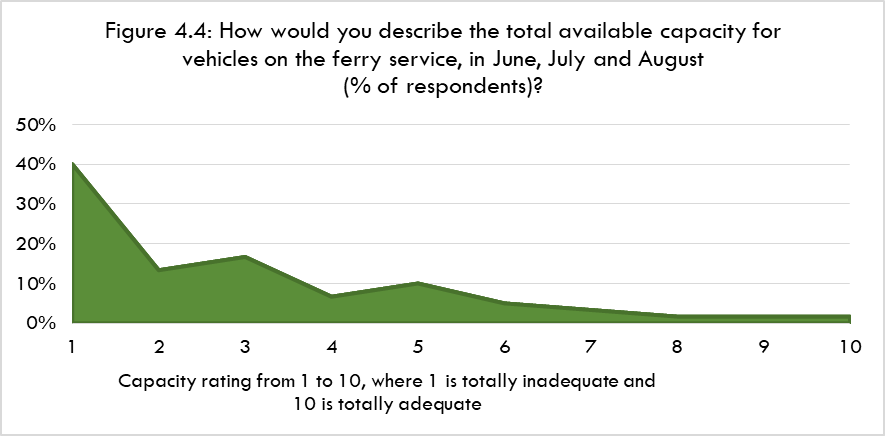 Figure 4.4: How would you describe the total available capacity for
vehicles on the ferry service, in June, July and August
(% of respondents)?
50%
40%
30%
20%
10%
0%
1 2 3 4 5 6 7 8 9 10
Capacity rating from 1 to 10, where 1 is totally inadequate and
10 is totally adequate